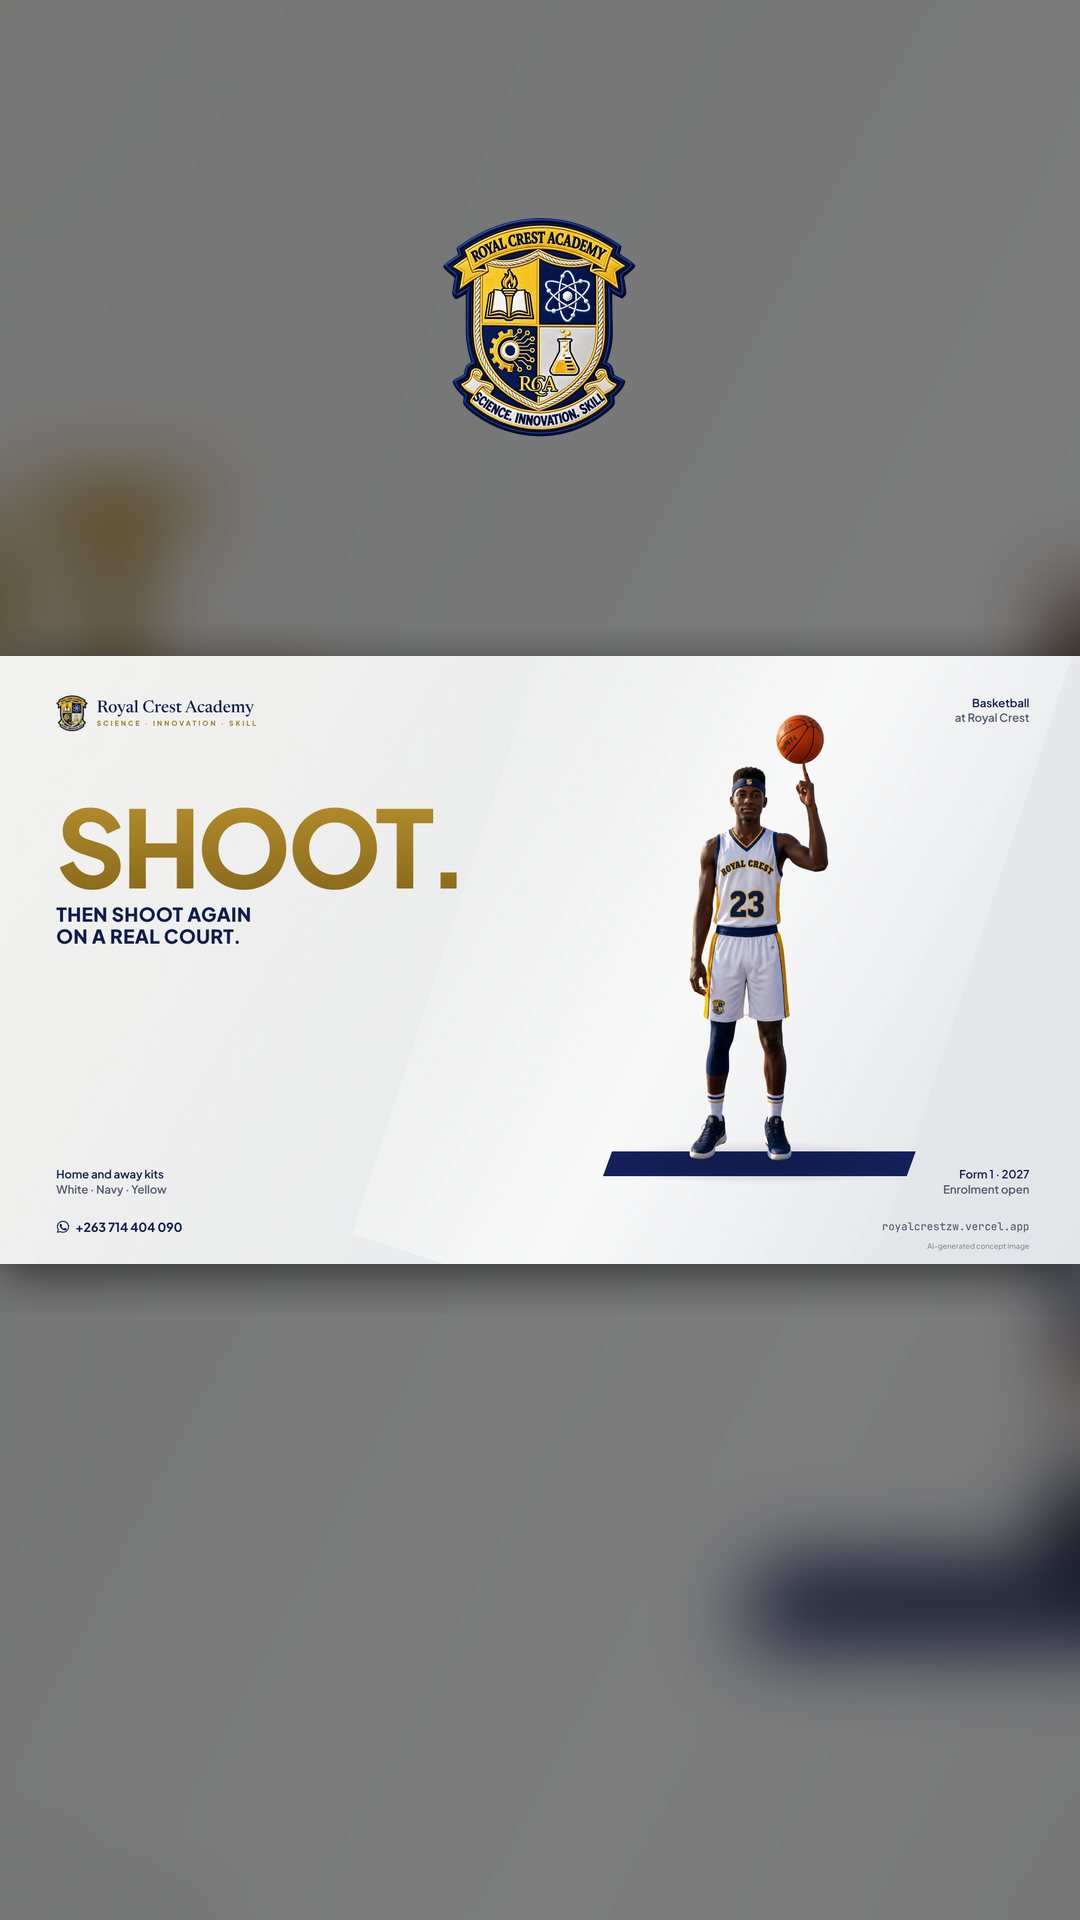 ROYAL CREST ACADEMY
RCA
SCIENCE. INNOVATION. SKILL
Royal Crest Academy
SCIENCE · INNOVATION · SKILL
Basketball
at Royal Crest
SHOOT.
THEN SHOOT AGAIN
ON A REAL COURT.
ROYAL CREST
23
Home and away kits
White · Navy · Yellow
+263 714 404 090
Form 1 · 2027
Enrolment open
royalcrestzw.vercel.app
AI-generated concept image